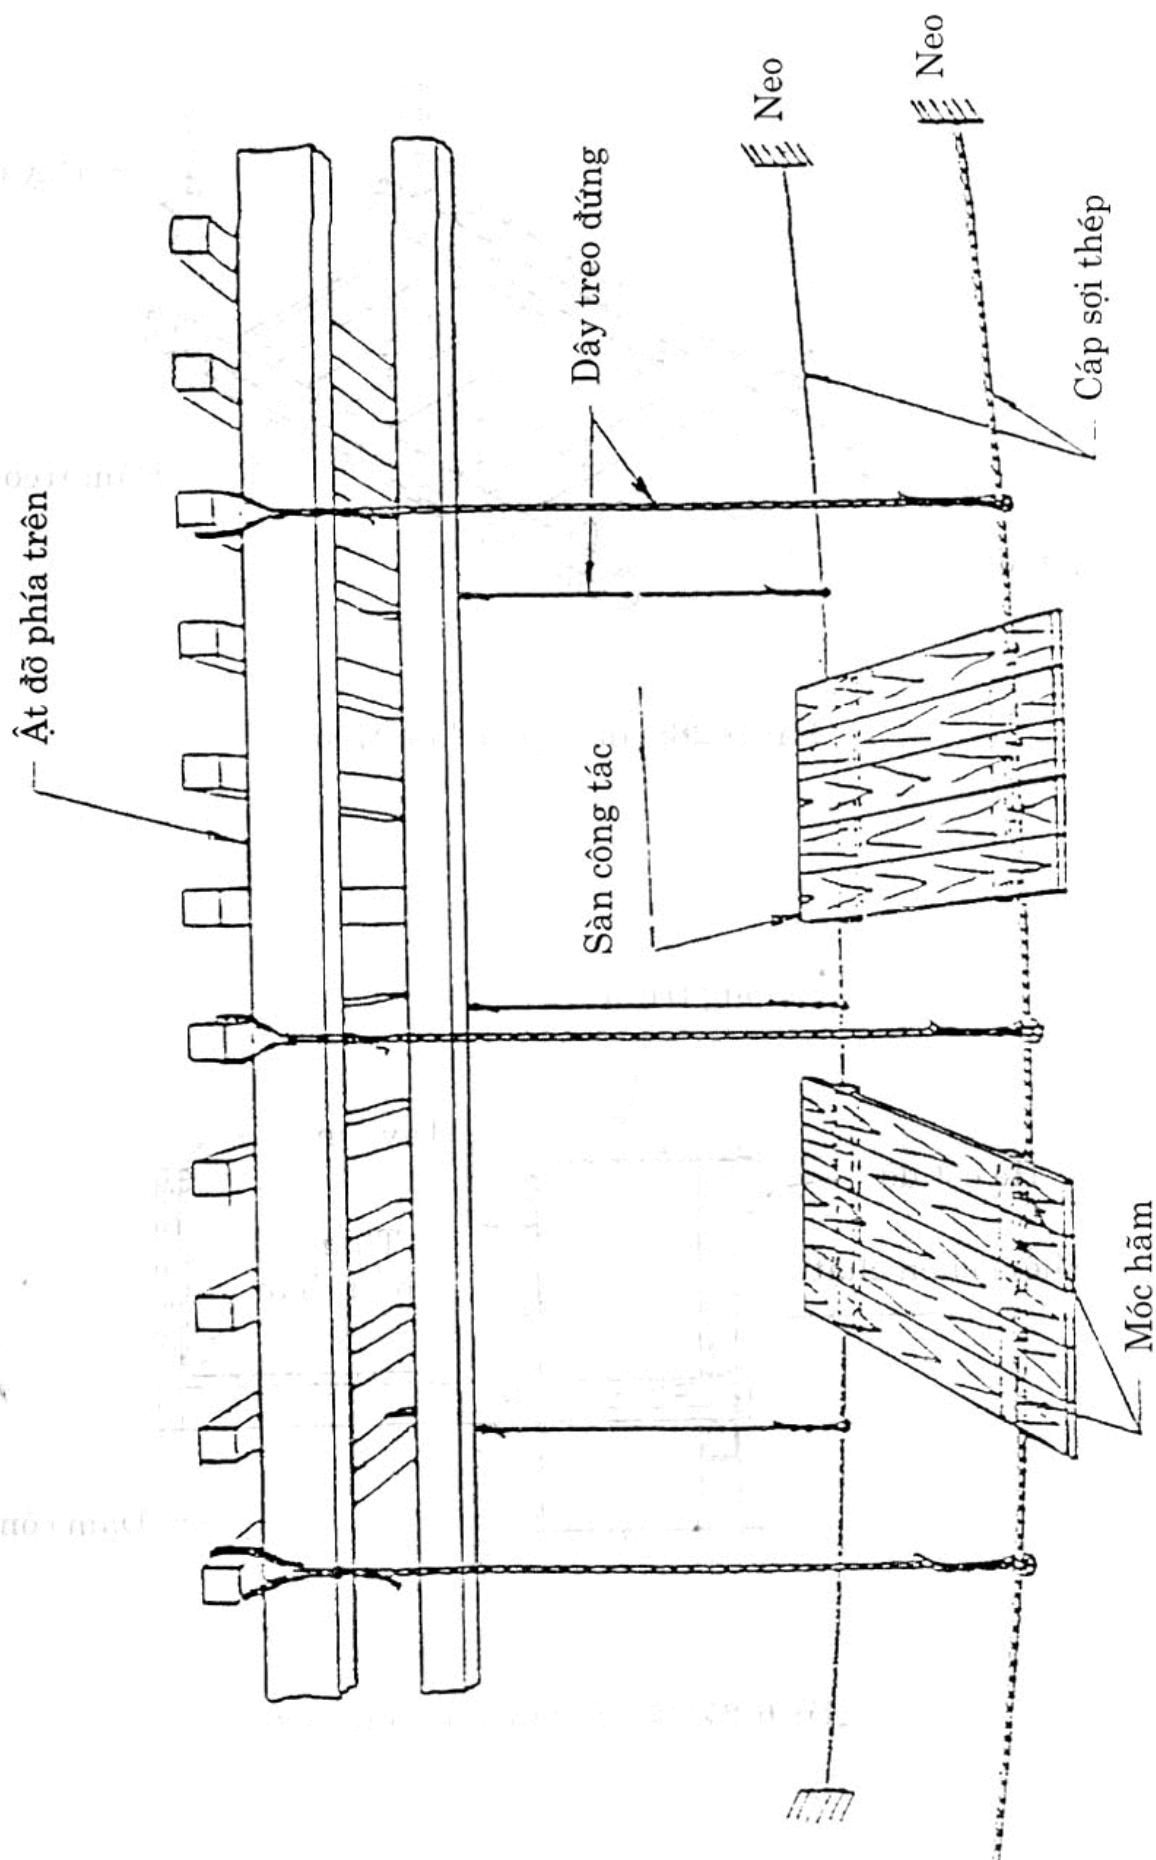 Ật đỡ phía trên
Dây treo đứng
Neo
Neo
Sàn công tác
Cáp sợi thép
Móc hãm